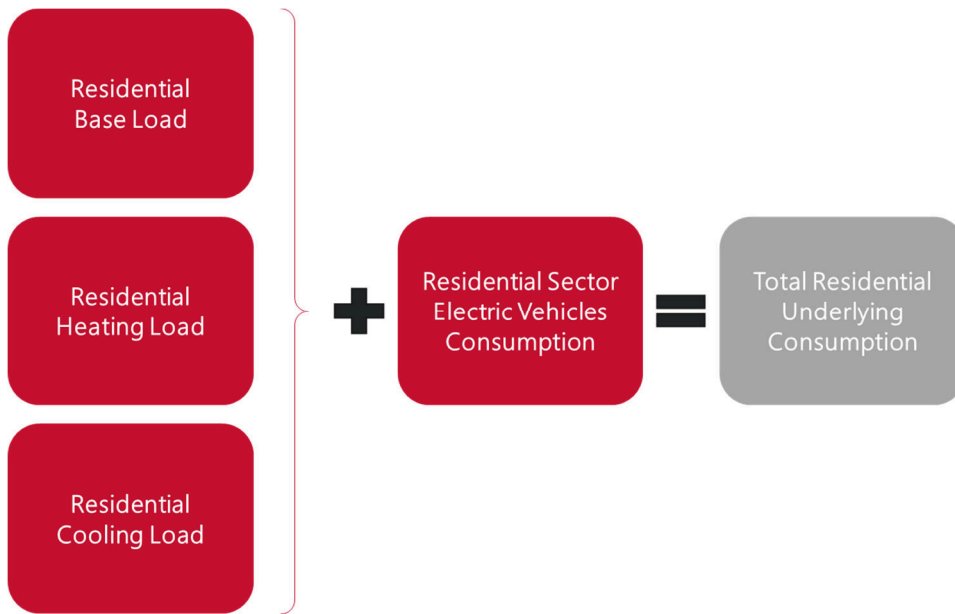 Residential
Base Load
Residential
Heating Load
Residential
Cooling Load
+
Residential Sector
Electric Vehicles
Consumption
=
Total Residential
Underlying
Consumption